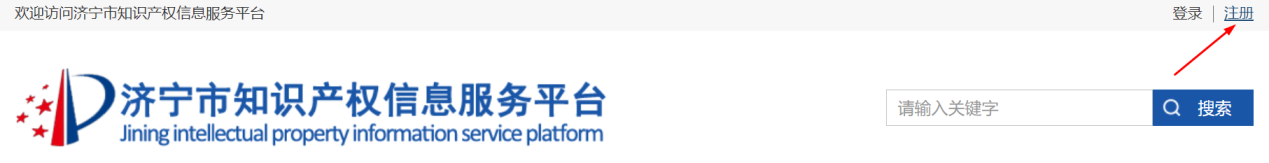 欢迎访问济宁市知识产权信息服务平台
登录 | 注册
济宁市知识产权信息服务平台
Jining intellectual property information service platform
请输入关键字
搜索